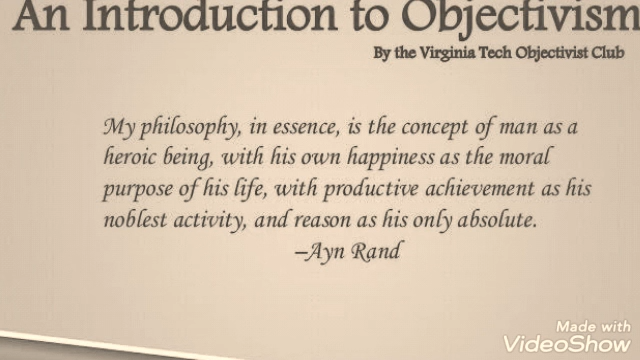 An Introduction to Objectivism
By the Virginia Tech Objectivist Club
My philosophy, in essence, is the concept of man as a
heroic being, with his own happiness as the moral
purpose of his life, with productive achievement as his
noblest activity, and reason as his only absolute.
–Ayn Rand
Made with
VideoShow